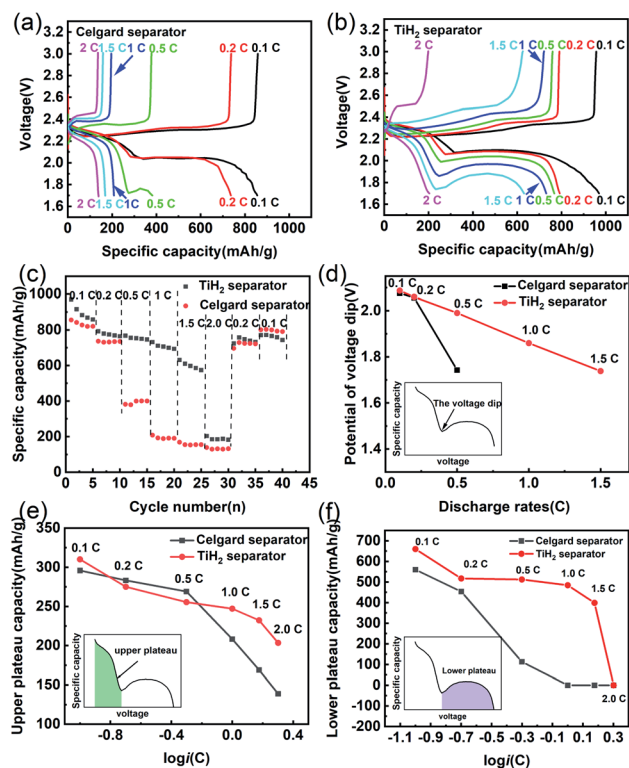 (a)
Celgard separator
2 C 1.5 C 1 C 0.5 C 0.2 C 0.1 C
3.2
3.0
2.8
2.6
2.4
2.2
2.0
1.8
1.6
Voltage(V)
2 C 1.5 C 1C 0.5 C 0.2 C 0.1 C
0 200 400 600 800 1000
Specific capacity(mAh/g)
(b)
TiH2 separator
1.5 C 1 C 0.5 C 0.2 C 0.1 C
2 C
3.2
3.0
2.8
2.6
2.4
2.2
2.0
1.8
1.6
Voltage(V)
2 C 1.5 C 1 C 0.5 C 0.2 C 0.1 C
0 200 400 600 800 1000
Specific capacity(mAh/g)
(c)
TiH2 separator
Celgard separator
0.1 C 0.2 C 0.5 C 1 C 1.5 C 2.0 C 0.2 C 0.1 C
1000
800
600
400
200
0
Specific capacity(mAh/g)
0 5 10 15 20 25 30 35 40 45
Cycle number(n)
(d)
Celgard separator
TiH2 separator
0.1 C 0.2 C 0.5 C 1.0 C 1.5 C
2.2
2.0
1.8
1.6
1.4
Potential of voltage dip(V)
Specific capacity
The voltage dip
voltage
0.0 0.5 1.0 1.5
Discharge rates(C)
(e)
Celgard separator
TiH2 separator
0.1 C 0.2 C 0.5 C 1.0 C 1.5 C 2.0 C
350
300
250
200
150
100
Upper plateau capacity(mAh/g)
Specific capacity
upper plateau
voltage
-0.8 -0.4 0.0 0.4
logi(C)
(f)
Celgard separator
TiH2 separator
0.1 C 0.2 C 0.5 C 1.0 C 1.5 C
2.0 C
700
600
500
400
300
200
100
0
-100
Lower plateau capacity(mAh/g)
Specific capacity
Lower plateau
voltage
-1.1 -0.9 -0.7 -0.5 -0.3 -0.1 0.1 0.3
logi(C)